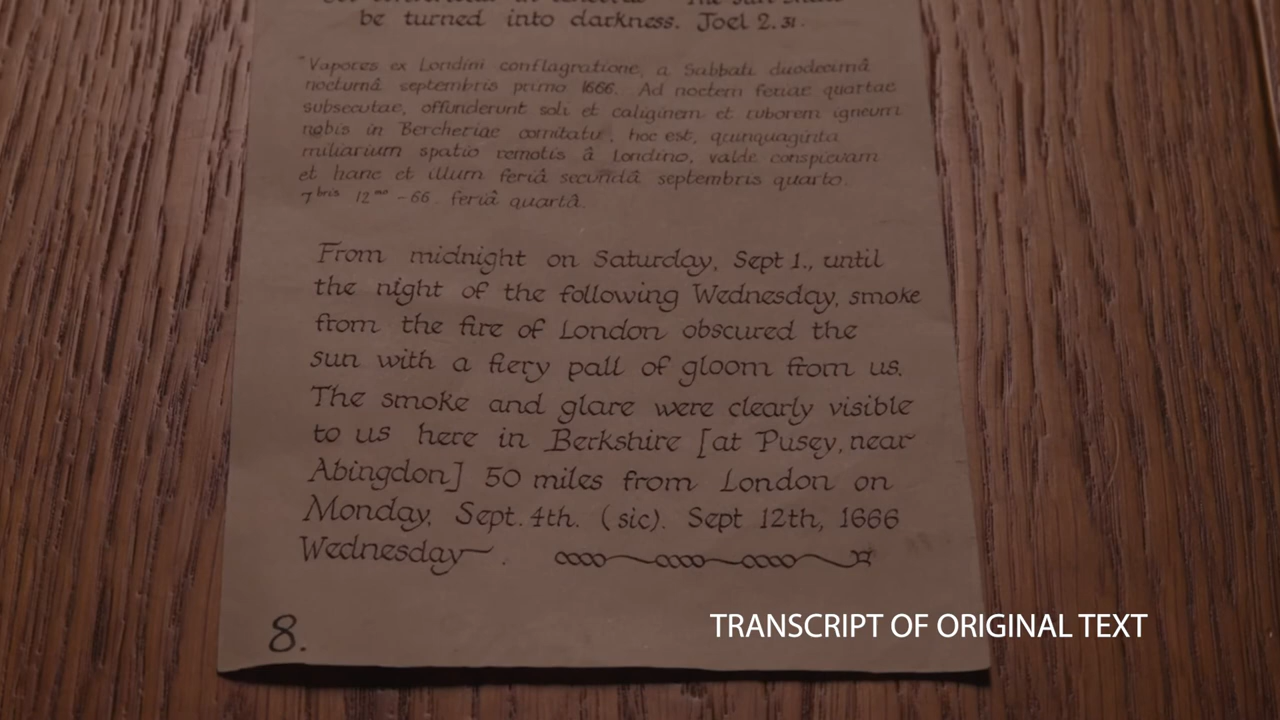 be turned into darkness. Joel 2.31.
"Vapores ex Londini conflagratione, a Sabbati duodecimâ
nocturnâ septembris primo 1666. Ad noctem feriae quartae
subsecutae, offunderunt soli et caliginem et ruborem igneum
nobis in Bercheriae comitatu, hoc est, quinquaginta
miliarium spatio remotis â Londino, valde conspicuam
et hanc et illum feriâ secundâ septembris quarto.
7bris 12mo - 66. feriâ quartâ.
From midnight on Saturday, Sept 1., until
the night of the following Wednesday, smoke
from the fire of London obscured the
sun with a fiery pall of gloom from us.
The smoke and glare were clearly visible
to us here in Berkshire [at Pusey, near
Abingdon] 50 miles from London on
Monday, Sept. 4th. (sic). Sept 12th, 1666
Wednesday.
8.
TRANSCRIPT OF ORIGINAL TEXT